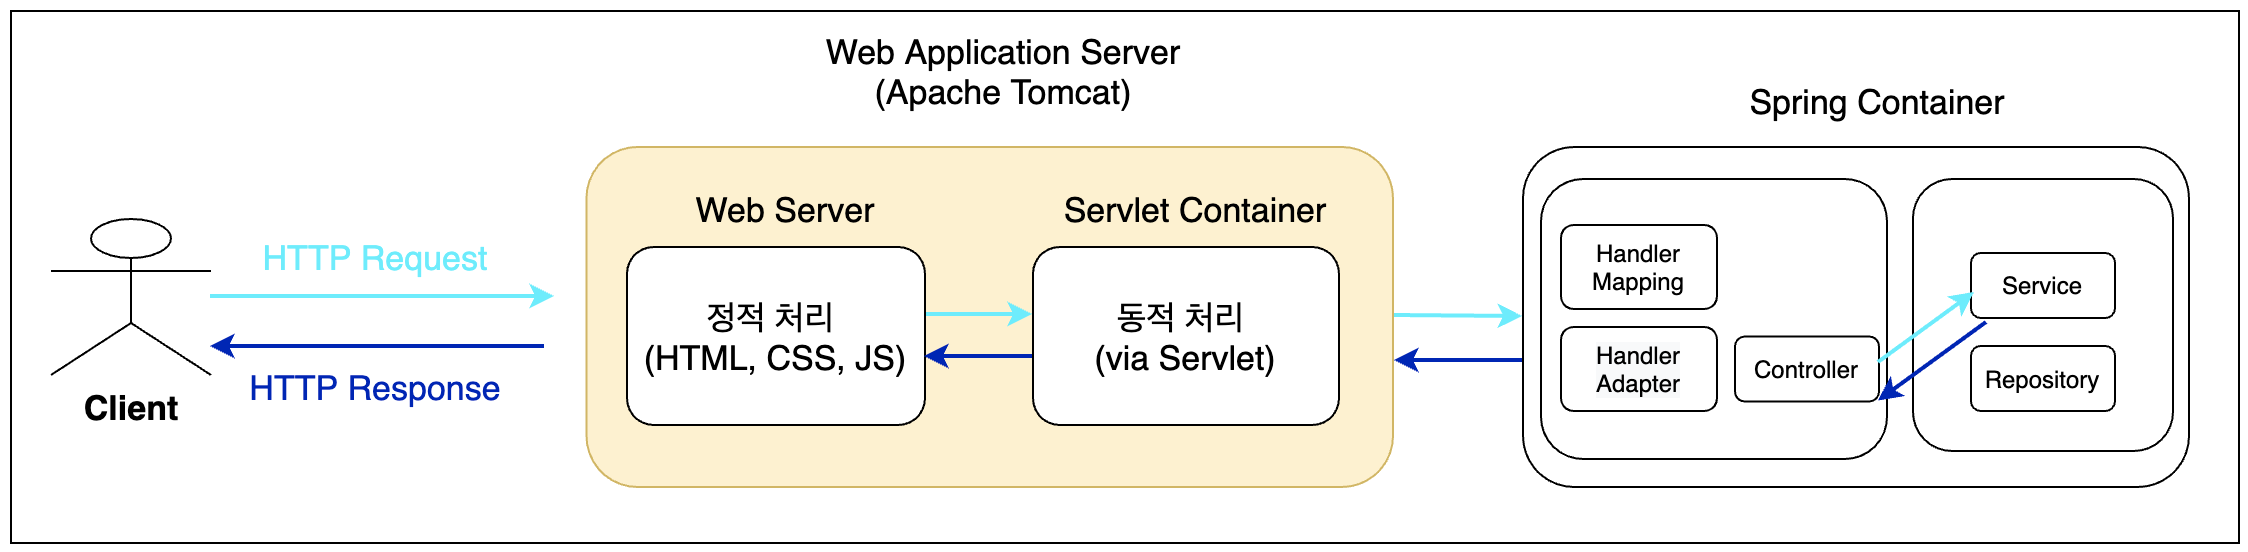 Web Application Server
(Apache Tomcat)
Spring Container
Web Server
Servlet Container
HTTP Request
HTTP Response
Client
정적 처리
(HTML, CSS, JS)
동적 처리
(via Servlet)
Handler
Mapping
Handler
Adapter
Controller
Service
Repository